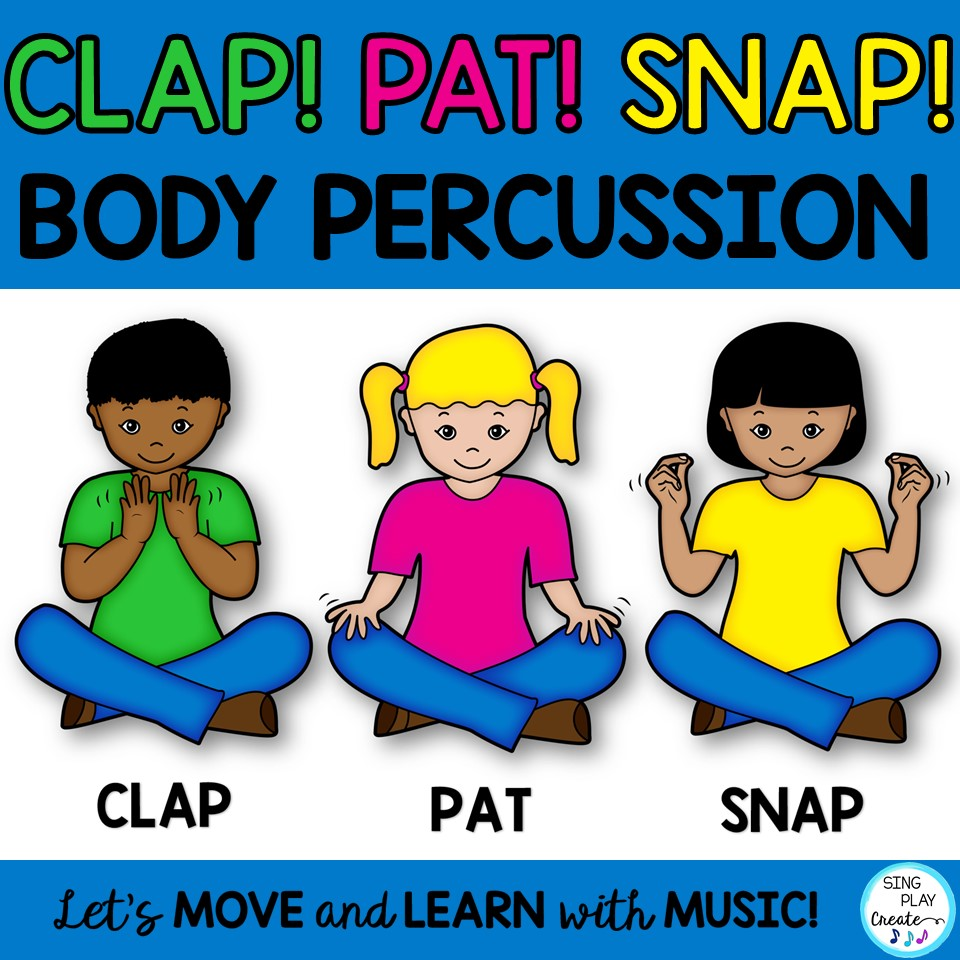 CLAP! PAT! SNAP!
BODY PERCUSSION
CLAP PAT SNAP
Let's MOVE and LEARN with MUSIC!
SING
PLAY
Create